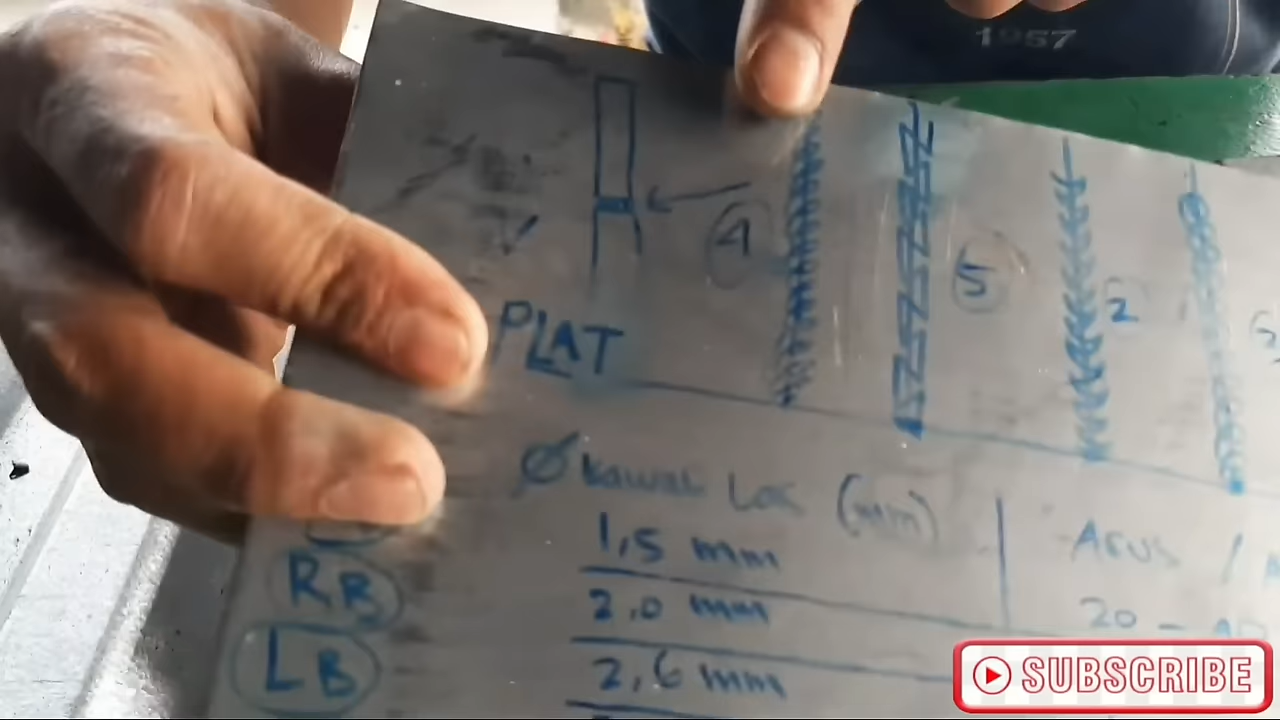 1957
4
5
2
PLAT
Ø kawat Las (mm)
Arus /
1,5 mm
20 -
RB
2,0 mm
LB
2,6 mm
SUBSCRIBE